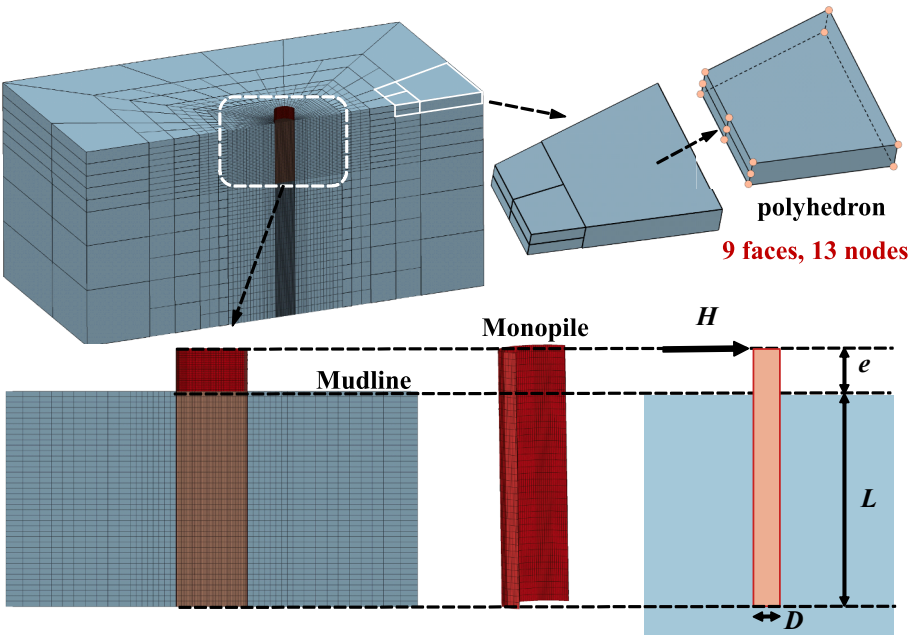 polyhedron
9 faces, 13 nodes
Monopile
H
Mudline
e
L
D